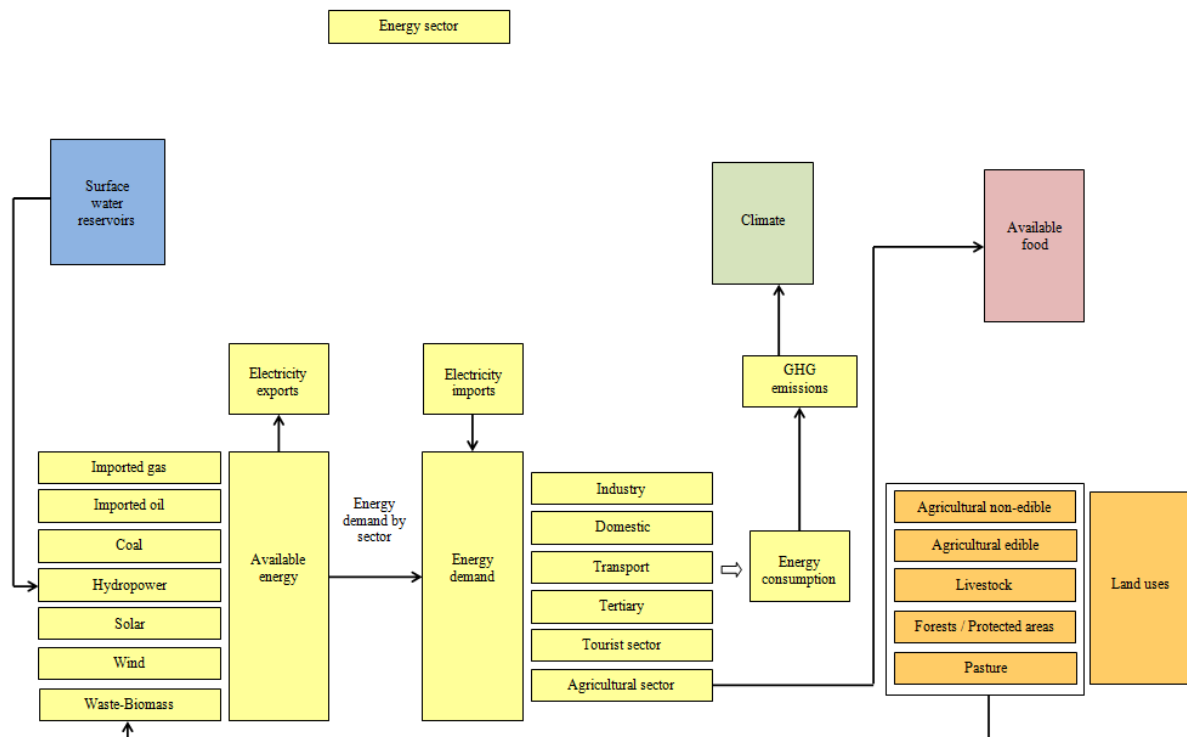 Energy sector
Surface
water
reservoirs
Climate
Available
food
Electricity
exports
Electricity
imports
GHG
emissions
Imported gas
Imported oil
Coal
Hydropower
Solar
Wind
Waste-Biomass
Available
energy
Energy
demand by
sector
Energy
demand
Industry
Domestic
Transport
Tertiary
Tourist sector
Agricultural sector
Energy
consumption
Agricultural non-edible
Agricultural edible
Livestock
Forests / Protected areas
Pasture
Land uses